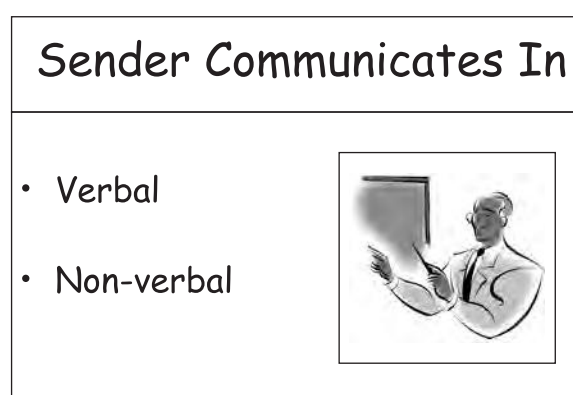 Sender Communicates In
• Verbal
• Non-verbal